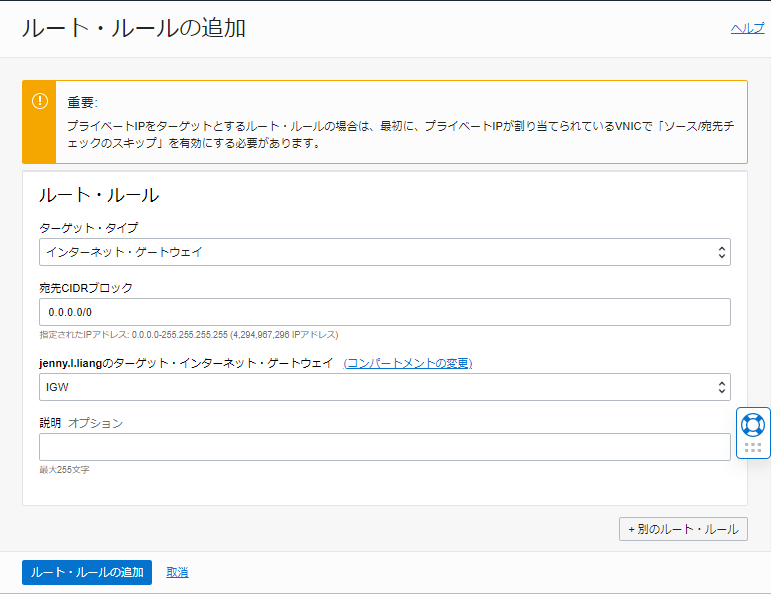 ルート・ルールの追加
ヘルプ
重要:
プライベートIPをターゲットとするルート・ルールの場合は、最初に、プライベートIPが割り当てられているVNICで「ソース/宛先チ
ェックのスキップ」を有効にする必要があります。
ルート・ルール
ターゲット・タイプ
インターネット・ゲートウェイ
宛先CIDRブロック
0.0.0.0/0
指定されたIPアドレス: 0.0.0.0-255.255.255.255 (4,294,967,296 IPアドレス)
jenny.l.liangのターゲット・インターネット・ゲートウェイ (コンパートメントの変更)
IGW
説明 オプション
最大255文字
+ 別のルート・ルール
ルート・ルールの追加 取消